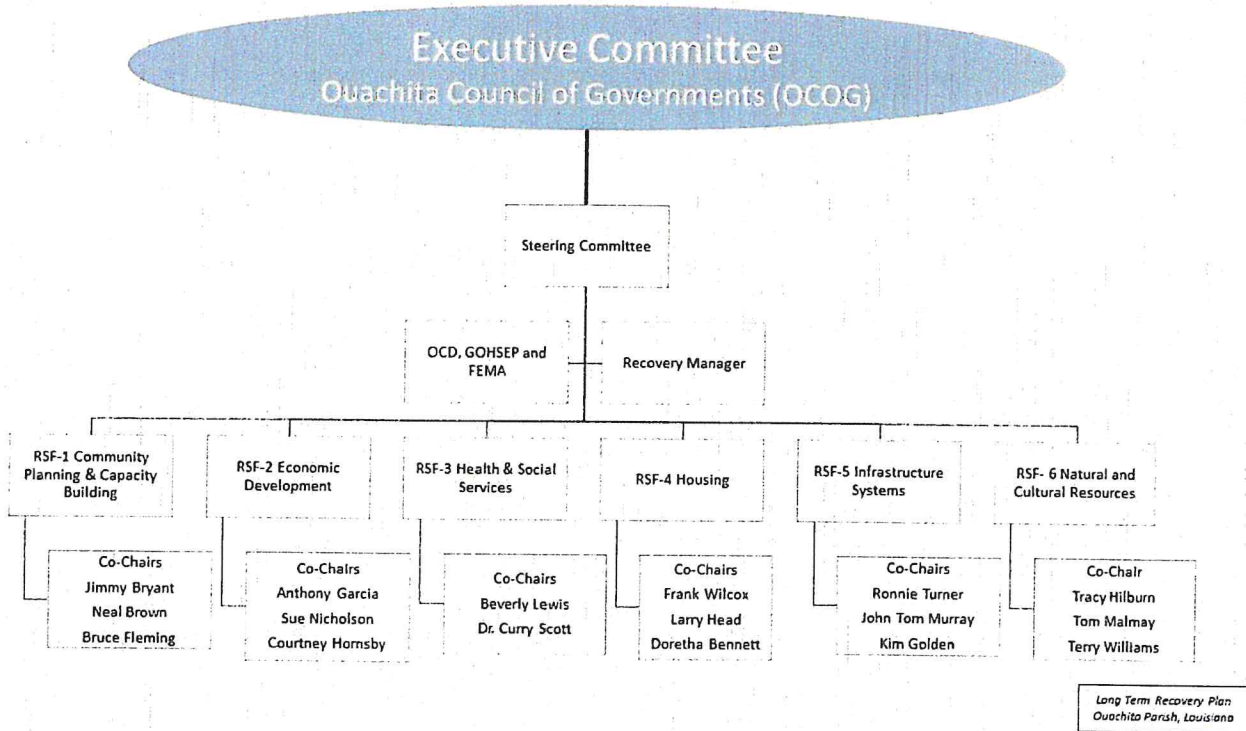 Executive Committee
Ouachita Council of Governments (OCOG)
Steering Committee
OCD, GOHSEP and
FEMA
Recovery Manager
RSF-1 Community
Planning & Capacity
Building
RSF-2 Economic
Development
RSF-3 Health & Social
Services
RSF-4 Housing
RSF-5 Infrastructure
Systems
RSF- 6 Natural and
Cultural Resources
Co-Chairs
Jimmy Bryant
Neal Brown
Bruce Fleming
Co-Chairs
Anthony Garcia
Sue Nicholson
Courtney Hornsby
Co-Chairs
Beverly Lewis
Dr. Curry Scott
Co-Chairs
Frank Wilcox
Larry Head
Doretha Bennett
Co-Chairs
Ronnie Turner
John Tom Murray
Kim Golden
Co-Chair
Tracy Hilburn
Tom Malmay
Terry Williams
Long Term Recovery Plan
Ouachita Parish, Louisiana